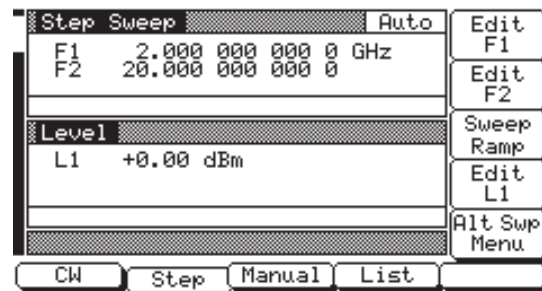 Step Sweep Auto
F1 2.000 000 000 0 GHz
F2 20.000 000 000 0
Level
L1 +0.00 dBm
Edit
F1
Edit
F2
Sweep
Ramp
Edit
L1
Alt Swp
Menu
CW Step Manual List